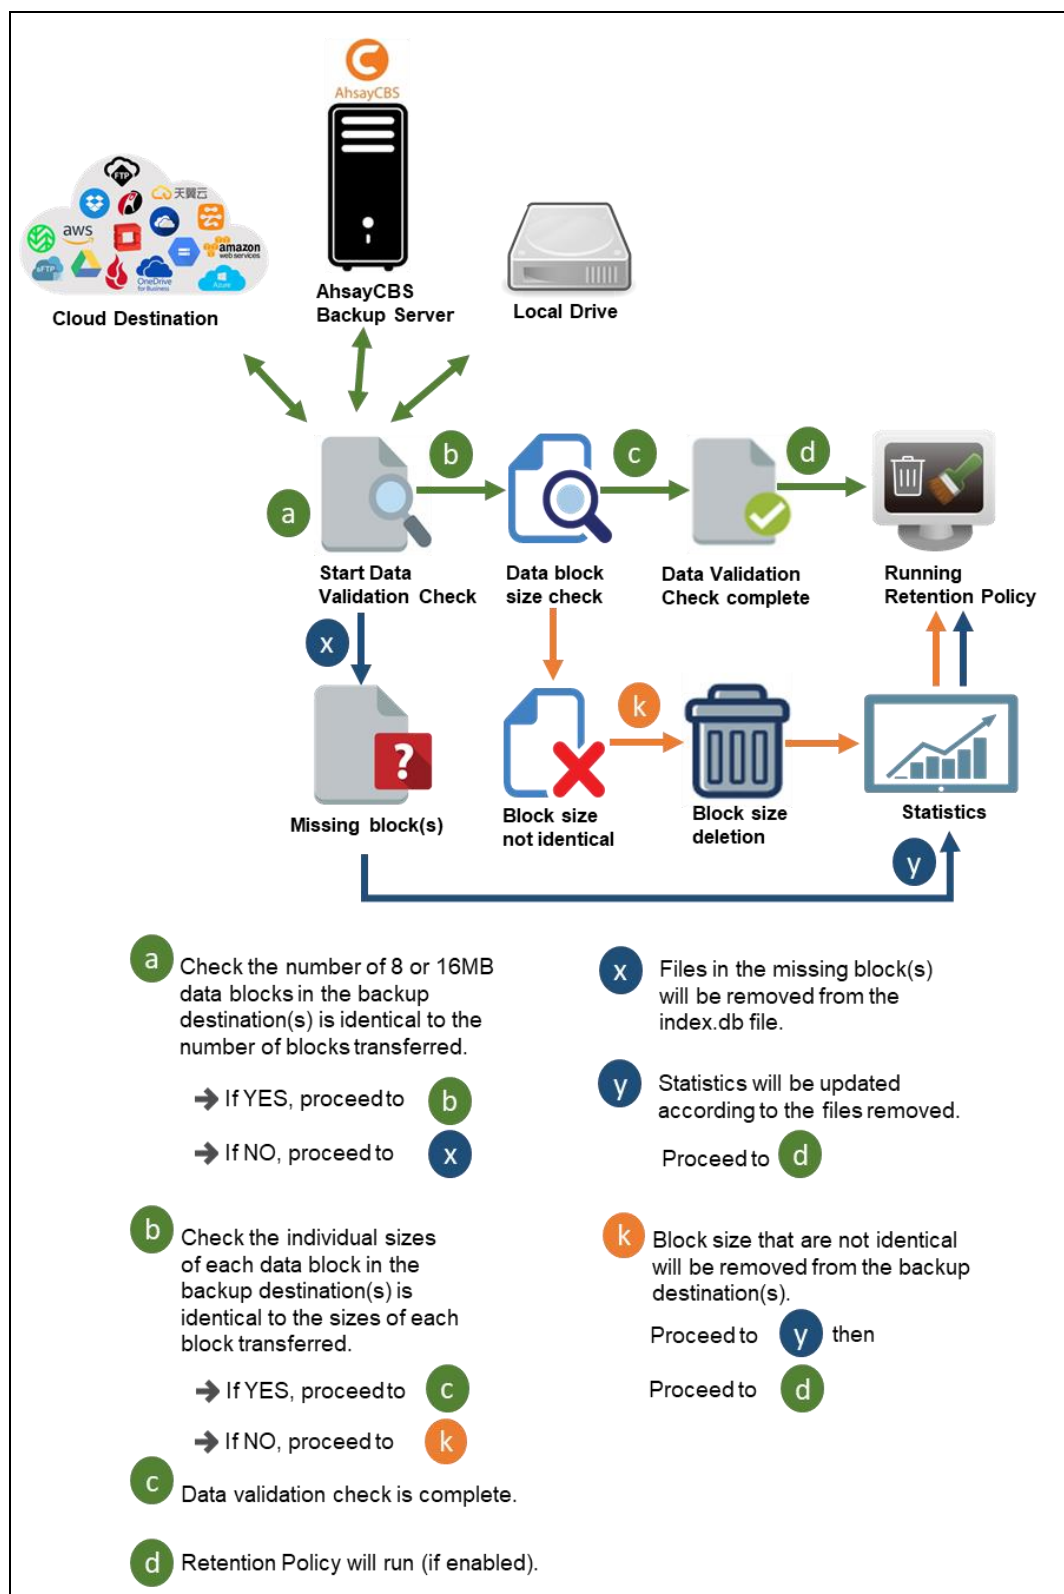 AhsayCBS
FTP
天翼云
aws
amazon
web services
sFTP
OneDrive
for Business
Azure
Cloud Destination
AhsayCBS
Backup Server
Local Drive
a
b
c
d
Start Data
Validation Check
Data block
size check
Data Validation
Check complete
Running
Retention Policy
x
k
?
Missing block(s)
Block size
not identical
Block size
deletion
Statistics
y
a
Check the number of 8 or 16MB
data blocks in the backup
destination(s) is identical to the
number of blocks transferred.
➔ If YES, proceed to b
➔ If NO, proceed to x
b
Check the individual sizes
of each data block in the
backup destination(s) is
identical to the sizes of each
block transferred.
➔ If YES, proceed to c
➔ If NO, proceed to k
c Data validation check is complete.
d Retention Policy will run (if enabled).
x Files in the missing block(s)
will be removed from the
index.db file.
y Statistics will be updated
according to the files removed.
Proceed to d
k Block size that are not identical
will be removed from the backup
destination(s).
Proceed to y then
Proceed to d